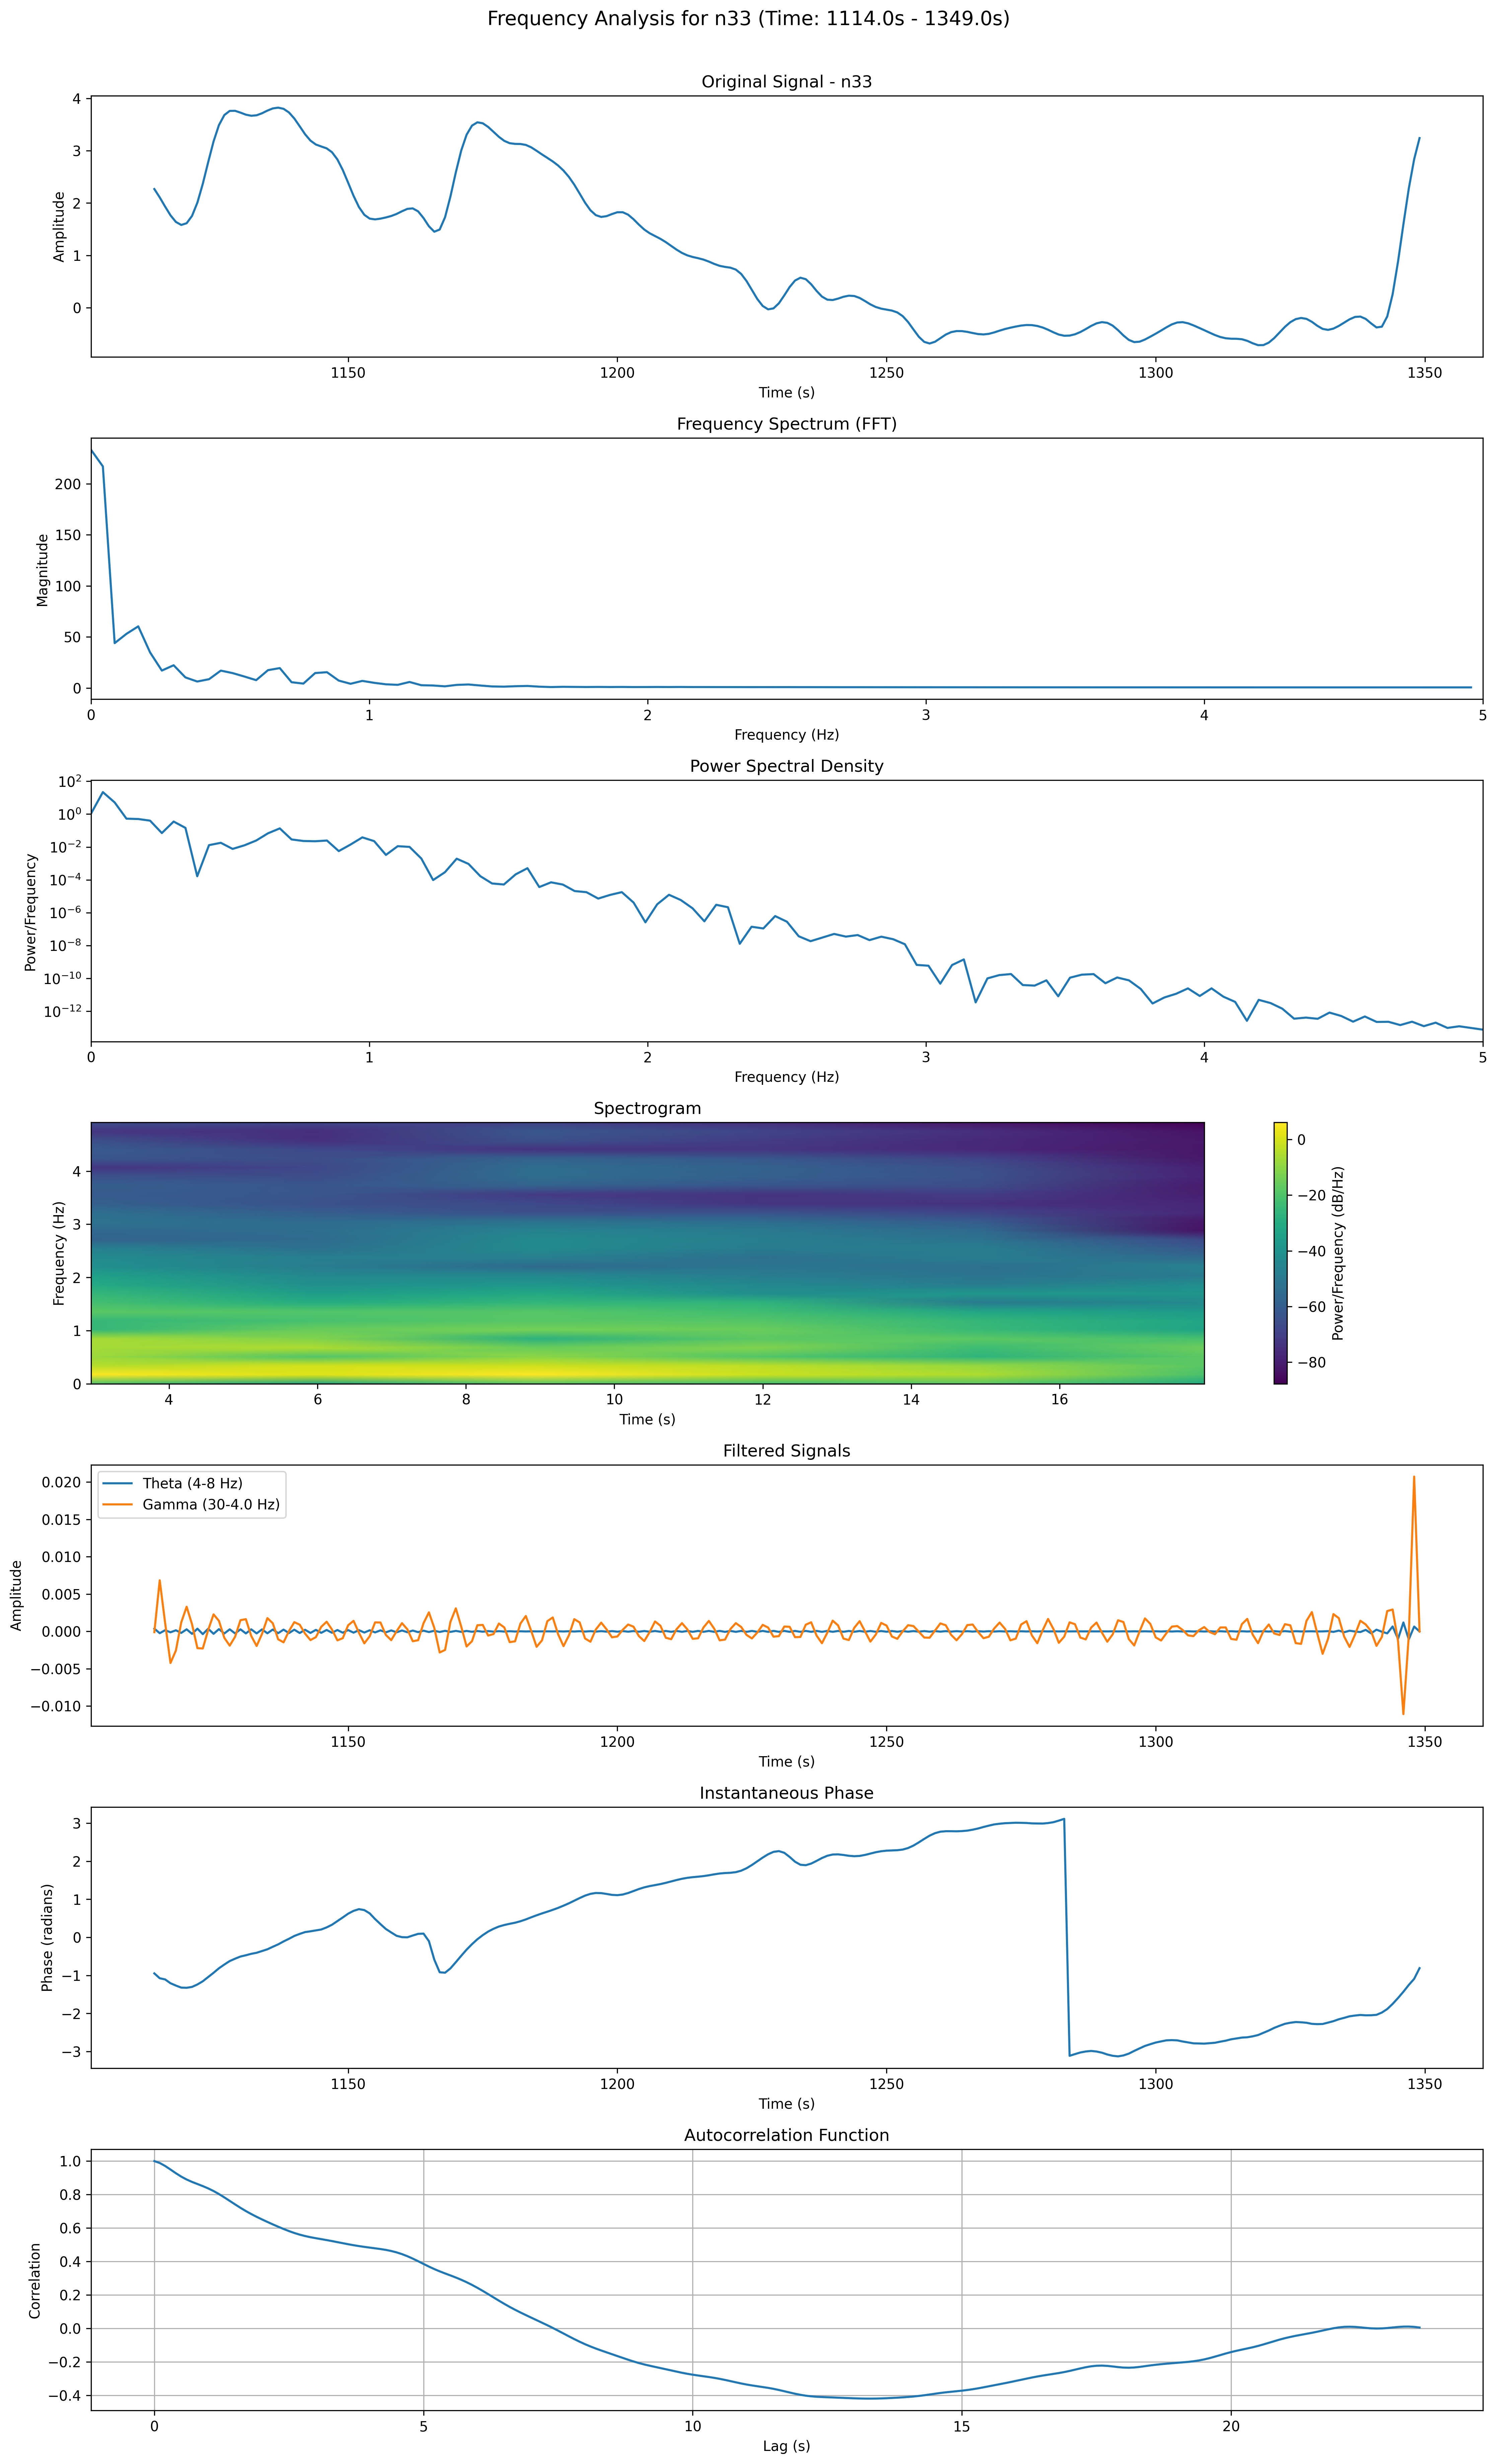 Frequency Analysis for n33 (Time: 1114.0s - 1349.0s)
Original Signal - n33
Amplitude
4
3
2
1
0
1150 1200 1250 1300 1350
Time (s)
Frequency Spectrum (FFT)
Magnitude
200
150
100
50
0
0 1 2 3 4 5
Frequency (Hz)
Power Spectral Density
Power/Frequency
10²
10⁰
10⁻²
10⁻⁴
10⁻⁶
10⁻⁸
10⁻¹⁰
10⁻¹²
0 1 2 3 4 5
Frequency (Hz)
Spectrogram
Frequency (Hz)
4
3
2
1
0
4 6 8 10 12 14 16
Time (s)
0
−20
−40
−60
−80
Power/Frequency (dB/Hz)
Filtered Signals
Theta (4-8 Hz)
Gamma (30-4.0 Hz)
Amplitude
0.020
0.015
0.010
0.005
0.000
−0.005
−0.010
1150 1200 1250 1300 1350
Time (s)
Instantaneous Phase
Phase (radians)
3
2
1
0
−1
−2
−3
1150 1200 1250 1300 1350
Time (s)
Autocorrelation Function
Correlation
1.0
0.8
0.6
0.4
0.2
0.0
−0.2
−0.4
0 5 10 15 20
Lag (s)